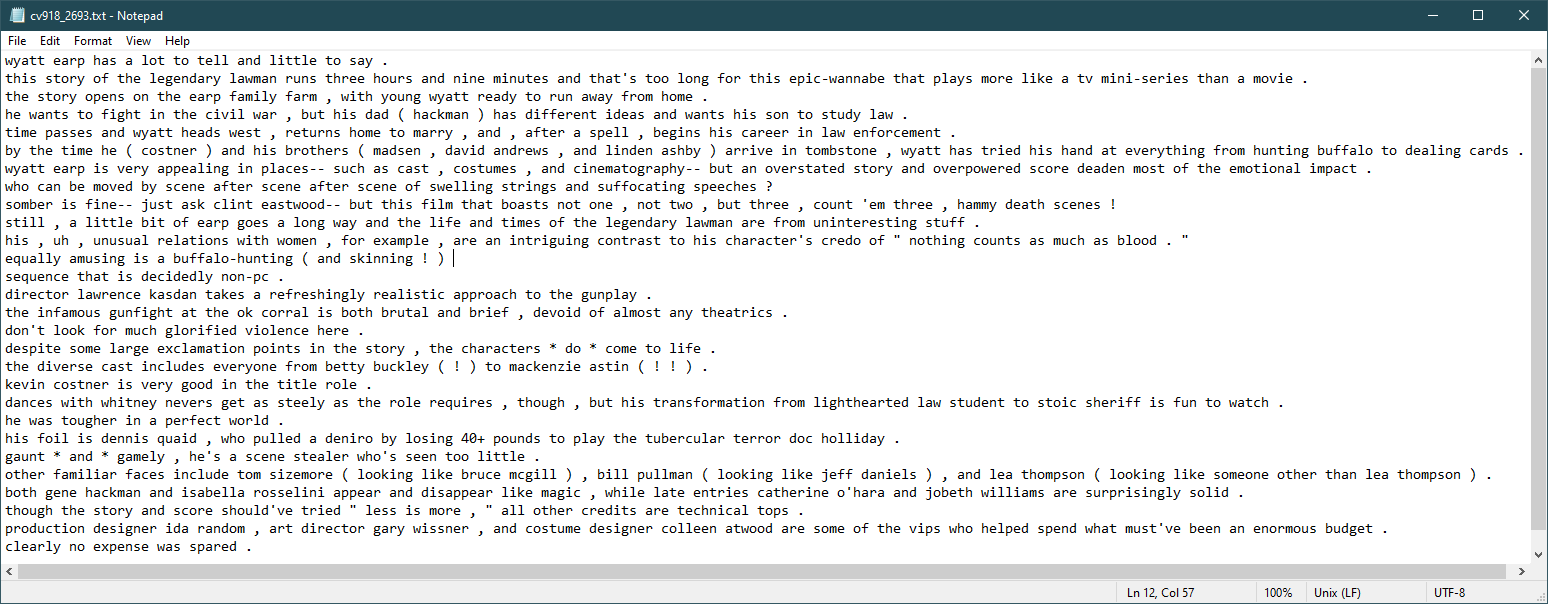 cv918_2693.txt - Notepad
File Edit Format View Help
wyatt earp has a lot to tell and little to say .
this story of the legendary lawman runs three hours and nine minutes and that's too long for this epic-wannabe that plays more like a tv mini-series than a movie .
the story opens on the earp family farm , with young wyatt ready to run away from home .
he wants to fight in the civil war , but his dad ( hackman ) has different ideas and wants his son to study law .
time passes and wyatt heads west , returns home to marry , and , after a spell , begins his career in law enforcement .
by the time he ( costner ) and his brothers ( madsen , david andrews , and linden ashby ) arrive in tombstone , wyatt has tried his hand at everything from hunting buffalo to dealing cards .
wyatt earp is very appealing in places-- such as cast , costumes , and cinematography-- but an overstated story and overpowered score deaden most of the emotional impact .
who can be moved by scene after scene after scene of swelling strings and suffocating speeches ?
somber is fine-- just ask clint eastwood-- but this film that boasts not one , not two , but three , count 'em three , hammy death scenes !
still , a little bit of earp goes a long way and the life and times of the legendary lawman are from uninteresting stuff .
his , uh , unusual relations with women , for example , are an intriguing contrast to his character's credo of " nothing counts as much as blood . "
equally amusing is a buffalo-hunting ( and skinning ! )
sequence that is decidedly non-pc .
director lawrence kasdan takes a refreshingly realistic approach to the gunplay .
the infamous gunfight at the ok corral is both brutal and brief , devoid of almost any theatrics .
don't look for much glorified violence here .
despite some large exclamation points in the story , the characters * do * come to life .
the diverse cast includes everyone from betty buckley ( ! ) to mackenzie astin ( ! ! ) .
kevin costner is very good in the title role .
dances with whitney nevers get as steely as the role requires , though , but his transformation from lighthearted law student to stoic sheriff is fun to watch .
he was tougher in a perfect world .
his foil is dennis quaid , who pulled a deniro by losing 40+ pounds to play the tubercular terror doc holliday .
gaunt * and * gamely , he's a scene stealer who's seen too little .
other familiar faces include tom sizemore ( looking like bruce mcgill ) , bill pullman ( looking like jeff daniels ) , and lea thompson ( looking like someone other than lea thompson ) .
both gene hackman and isabella rosselini appear and disappear like magic , while late entries catherine o'hara and jobeth williams are surprisingly solid .
though the story and score should've tried " less is more , " all other credits are technical tops .
production designer ida random , art director gary wissner , and costume designer colleen atwood are some of the vips who helped spend what must've been an enormous budget .
clearly no expense was spared .
Ln 12, Col 57 100% Unix (LF) UTF-8